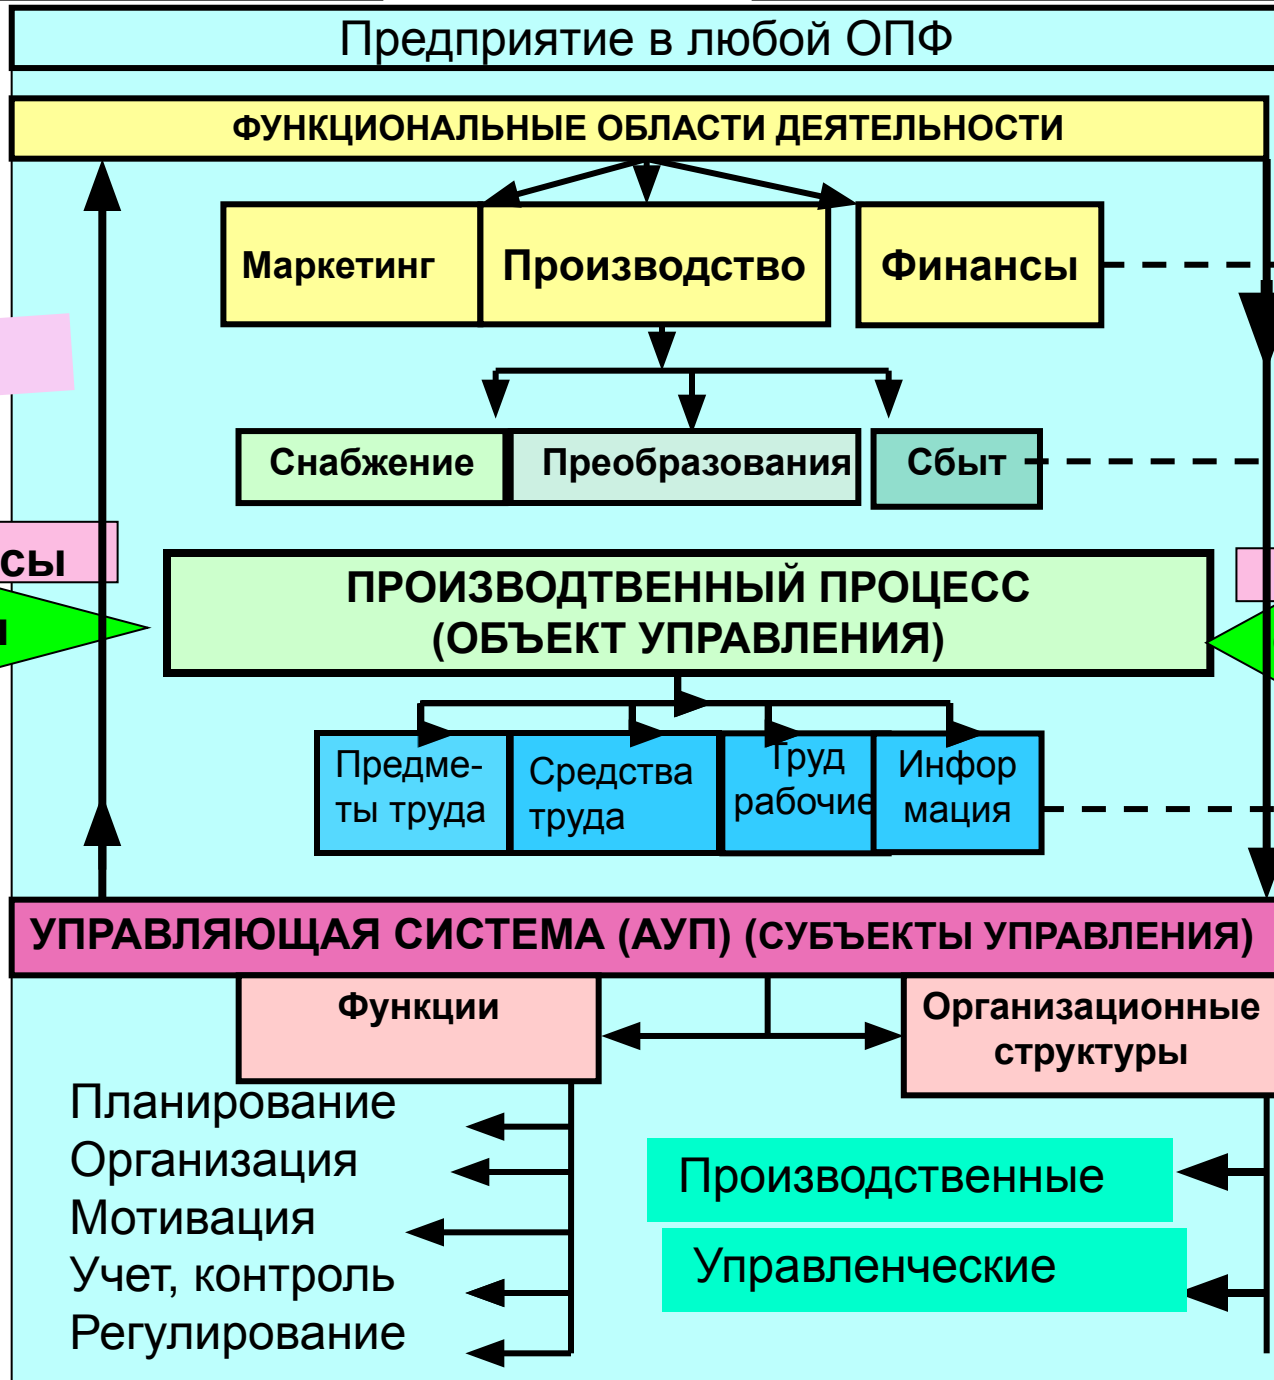 Предприятие в любой ОПФ
ФУНКЦИОНАЛЬНЫЕ ОБЛАСТИ ДЕЯТЕЛЬНОСТИ
Маркетинг
Производство
Финансы
Снабжение
Преобразования
Сбыт
сы
ПРОИЗВОДТВЕННЫЙ ПРОЦЕСС
(ОБЪЕКТ УПРАВЛЕНИЯ)
Предме-
ты труда
Средства
труда
Труд
рабочие
Инфор
мация
УПРАВЛЯЮЩАЯ СИСТЕМА (АУП) (СУБЪЕКТЫ УПРАВЛЕНИЯ)
Функции
Организационные
структуры
Планирование
Организация
Мотивация
Учет, контроль
Регулирование
Производственные
Управленческие